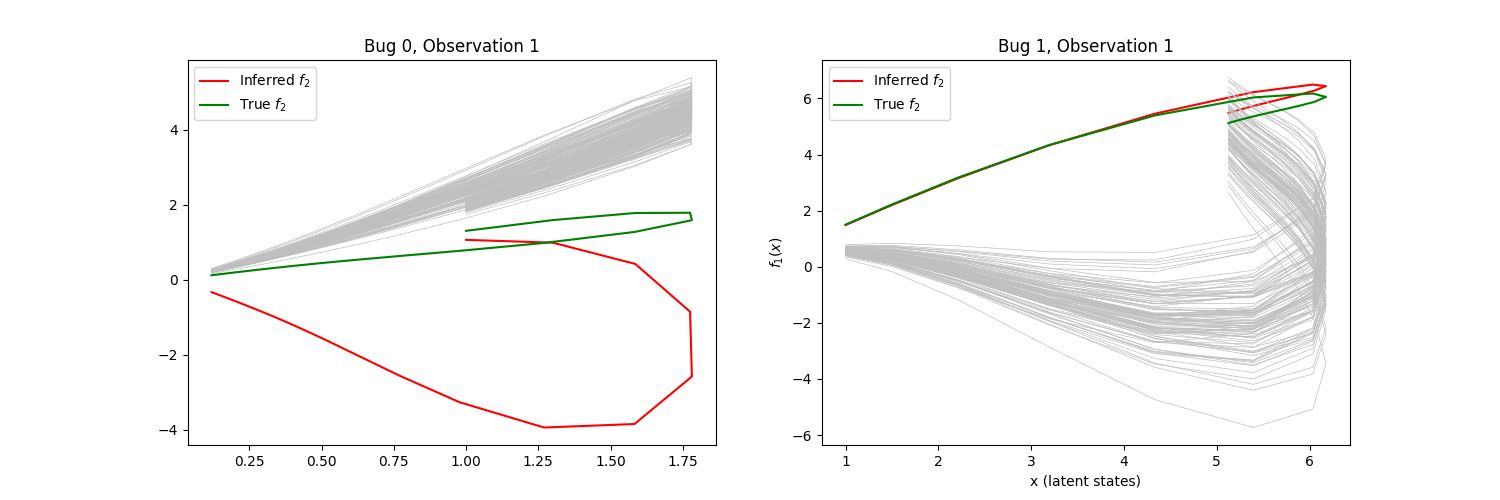 Bug 0, Observation 1
Inferred f₂
True f₂
4
2
0
−2
−4
0.25 0.50 0.75 1.00 1.25 1.50 1.75
Bug 1, Observation 1
Inferred f₂
True f₂
f₁(x)
6
4
2
0
−2
−4
−6
1 2 3 4 5 6
x (latent states)